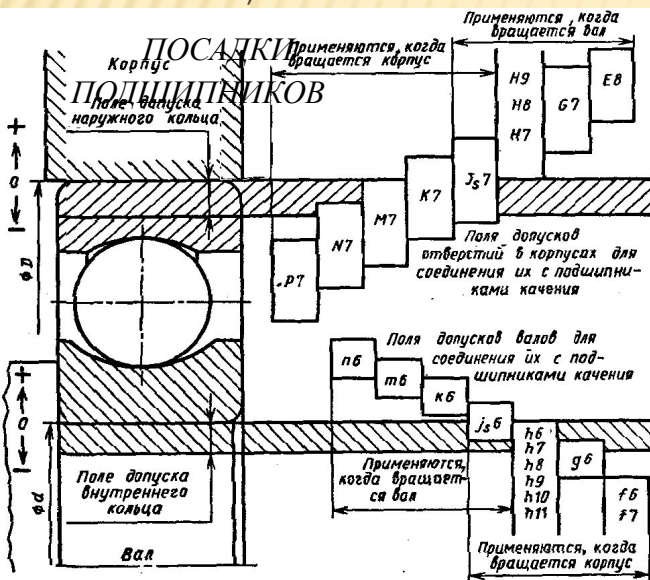 ПОСАДКИ
ПОДШИПНИКОВ
Корпус
Поле допуска
наружного кольца
Применяются, когда
вращается корпус
Применяются, когда
вращается вал
H9
H8
H7
G7
E8
Js7
K7
M7
N7
P7
+
0
-
φD
Поля допусков
отверстий в корпусах для
соединения их с подшипни-
ками качения
Поля допусков валов для
соединения их с под-
шипниками качения
n6
m6
к6
js6
h6
h7
h8
h9
h10
h11
g6
f6
f7
+
0
-
φd
Применяются,
когда вращает-
ся вал
Поле допуска
внутреннего
кольца
Вал
Применяются, когда
вращается корпус